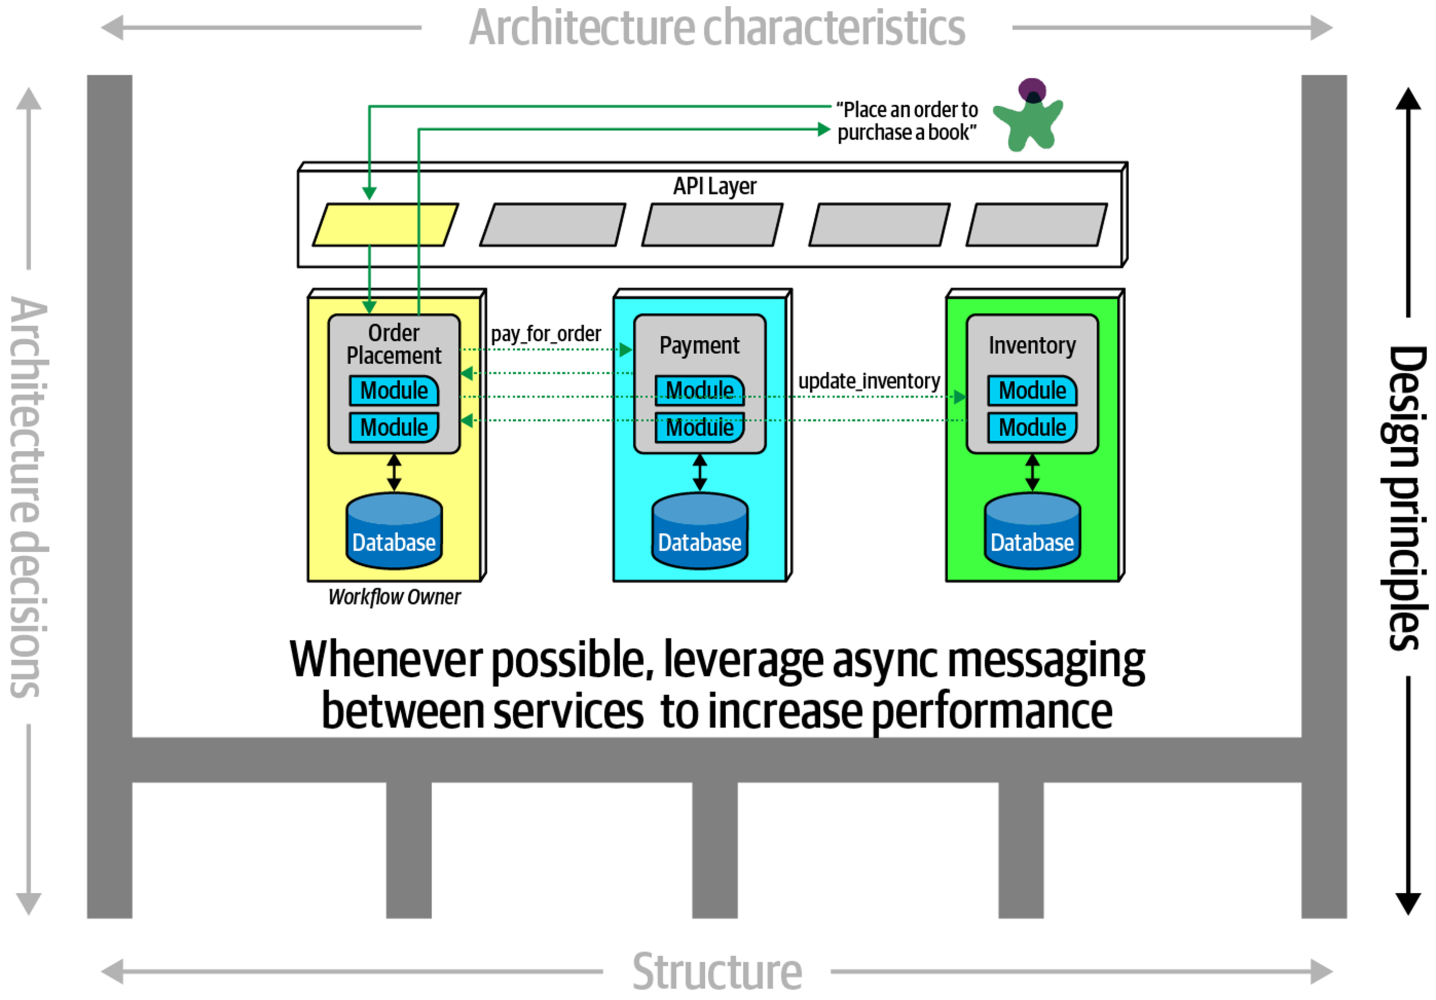 Architecture characteristics
“Place an order to
purchase a book”
API Layer
Order
Placement
Module
Module
Database
Workflow Owner
pay_for_order
Payment
Module
Module
Database
update_inventory
Inventory
Module
Module
Database
Whenever possible, leverage async messaging
between services to increase performance
Architecture decisions
Design principles
Structure